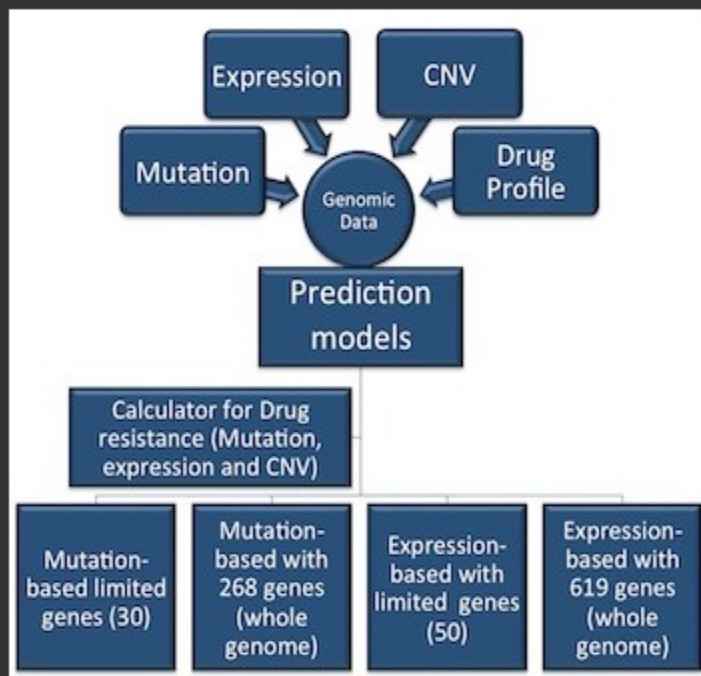 Expression
CNV
Mutation
Drug
Profile
Genomic
Data
Prediction
models
Calculator for Drug
resistance (Mutation,
expression and CNV)
Mutation-
based limited
genes (30)
Mutation-
based with
268 genes
(whole
genome)
Expression-
based with
limited genes
(50)
Expression-
based with
619 genes
(whole
genome)